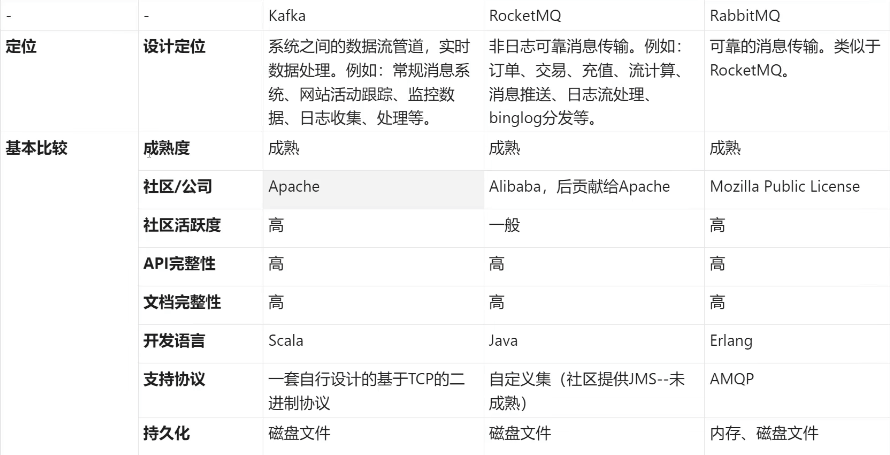 - - Kafka RocketMQ RabbitMQ
定位 设计定位 系统之间的数据流管道，实时 非日志可靠消息传输。例如： 可靠的消息传输。类似于
数据处理。例如：常规消息系 订单、交易、充值、流计算、 RocketMQ。
统、网站活动跟踪、监控数 消息推送、日志流处理、
据、日志收集、处理等。 binglog分发等。
基本比较 成熟度 成熟 成熟 成熟
社区/公司 Apache Alibaba，后贡献给Apache Mozilla Public License
社区活跃度 高 一般 高
API完整性 高 高 高
文档完整性 高 高 高
开发语言 Scala Java Erlang
支持协议 一套自行设计的基于TCP的二 自定义集（社区提供JMS--未 AMQP
进制协议 成熟）
持久化 磁盘文件 磁盘文件 内存、磁盘文件